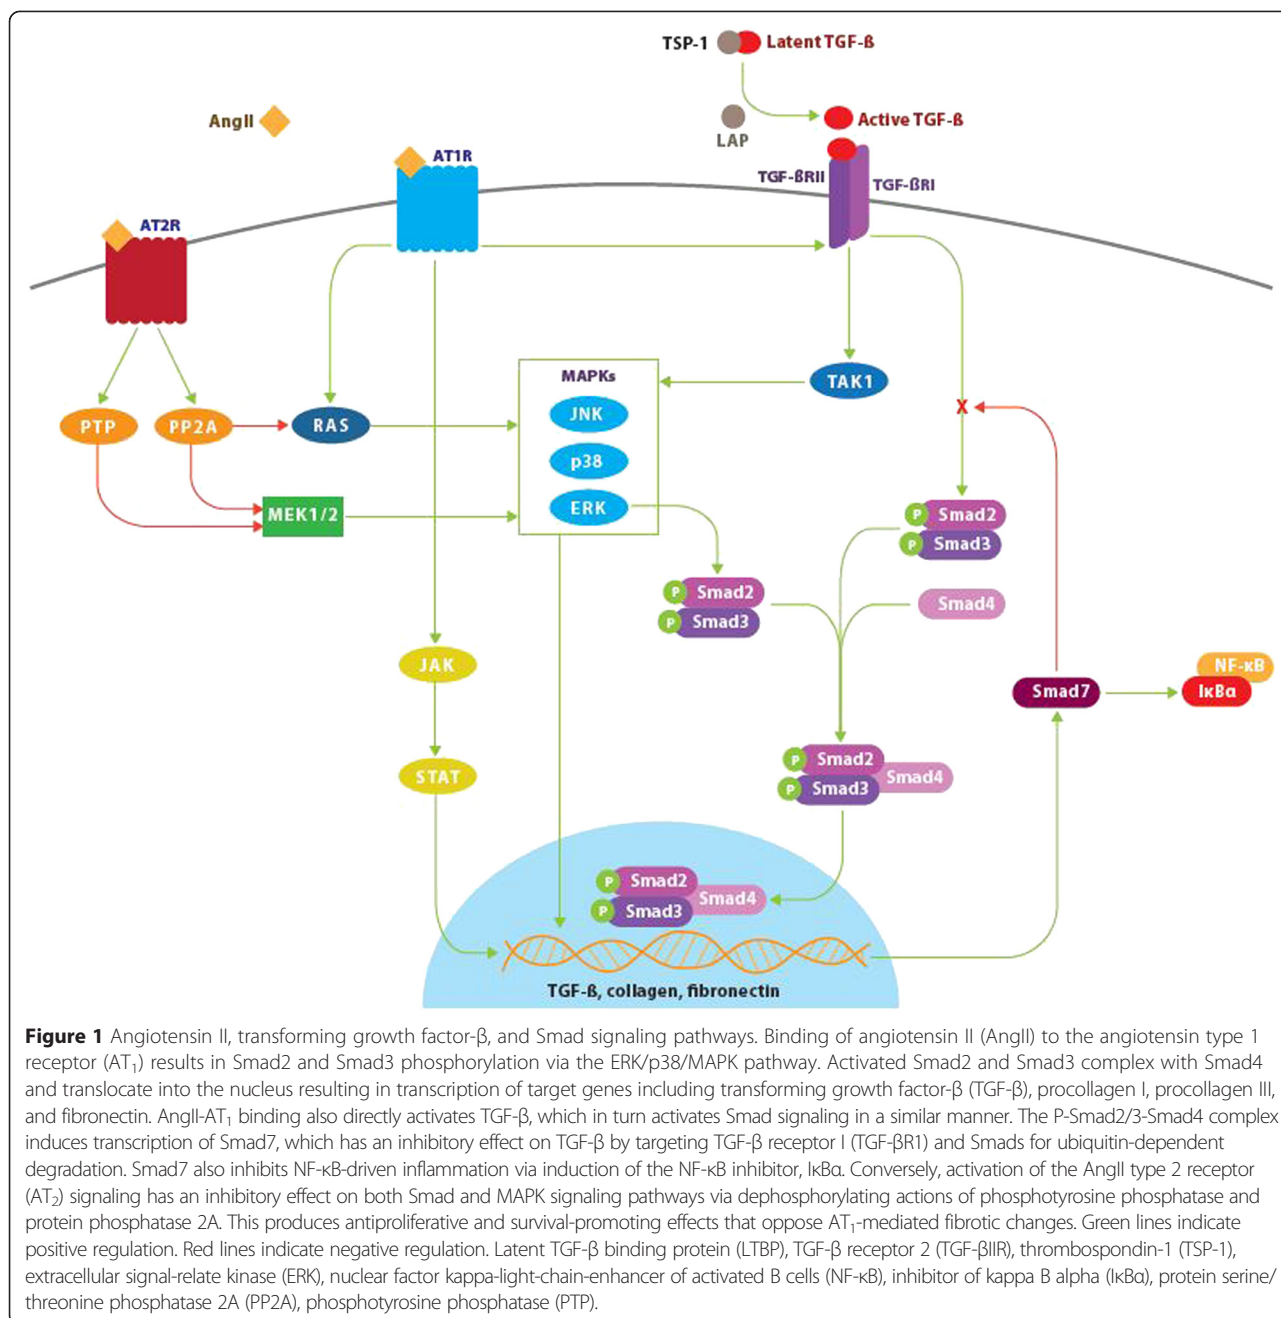 TSP-1
Latent TGF-ß
AngII
LAP
Active TGF-ß
AT1R
TGF-ßRII
TGF-ßRI
AT2R
MAPKs
TAK1
JNK
X
PTP
PP2A
RAS
p38
ERK
MEK1/2
P Smad2
P Smad3
P Smad2
P Smad3
Smad4
JAK
NF-κB
Smad7
IκBα
STAT
P Smad2
Smad4
P Smad3
P Smad2
Smad4
P Smad3
TGF-ß, collagen, fibronectin
Figure 1 Angiotensin II, transforming growth factor-β, and Smad signaling pathways. Binding of angiotensin II (AngII) to the angiotensin type 1
receptor (AT1) results in Smad2 and Smad3 phosphorylation via the ERK/p38/MAPK pathway. Activated Smad2 and Smad3 complex with Smad4
and translocate into the nucleus resulting in transcription of target genes including transforming growth factor-β (TGF-β), procollagen I, procollagen III,
and fibronectin. AngII-AT1 binding also directly activates TGF-β, which in turn activates Smad signaling in a similar manner. The P-Smad2/3-Smad4 complex
induces transcription of Smad7, which has an inhibitory effect on TGF-β by targeting TGF-β receptor I (TGF-βR1) and Smads for ubiquitin-dependent
degradation. Smad7 also inhibits NF-κB-driven inflammation via induction of the NF-κB inhibitor, IκBα. Conversely, activation of the AngII type 2 receptor
(AT2) signaling has an inhibitory effect on both Smad and MAPK signaling pathways via dephosphorylating actions of phosphotyrosine phosphatase and
protein phosphatase 2A. This produces antiproliferative and survival-promoting effects that oppose AT1-mediated fibrotic changes. Green lines indicate
positive regulation. Red lines indicate negative regulation. Latent TGF-β binding protein (LTBP), TGF-β receptor 2 (TGF-βIIR), thrombospondin-1 (TSP-1),
extracellular signal-relate kinase (ERK), nuclear factor kappa-light-chain-enhancer of activated B cells (NF-κB), inhibitor of kappa B alpha (IκBα), protein serine/
threonine phosphatase 2A (PP2A), phosphotyrosine phosphatase (PTP).